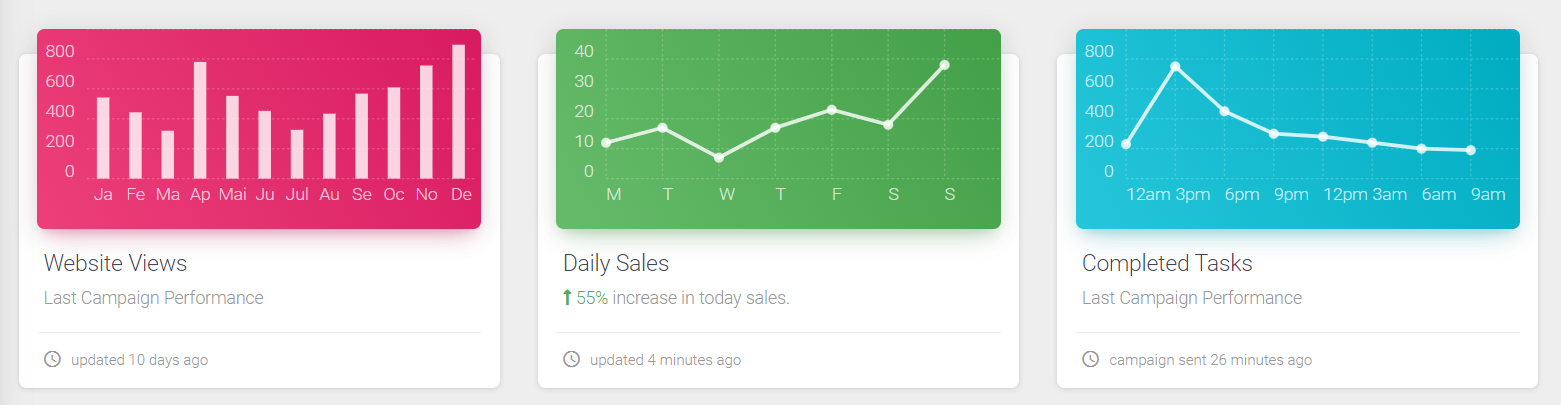 800
600
400
200
0
Ja Fe Ma Ap Mai Ju Jul Au Se Oc No De
Website Views
Last Campaign Performance
updated 10 days ago
40
30
20
10
0
M T W T F S S
Daily Sales
55% increase in today sales.
updated 4 minutes ago
800
600
400
200
0
12am 3pm 6pm 9pm 12pm 3am 6am 9am
Completed Tasks
Last Campaign Performance
campaign sent 26 minutes ago